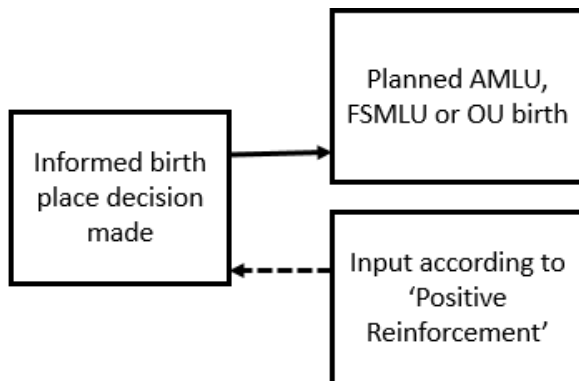 Informed birth
place decision
made
Planned AMLU,
FSMLU or OU birth
Input according to
‘Positive
Reinforcement’